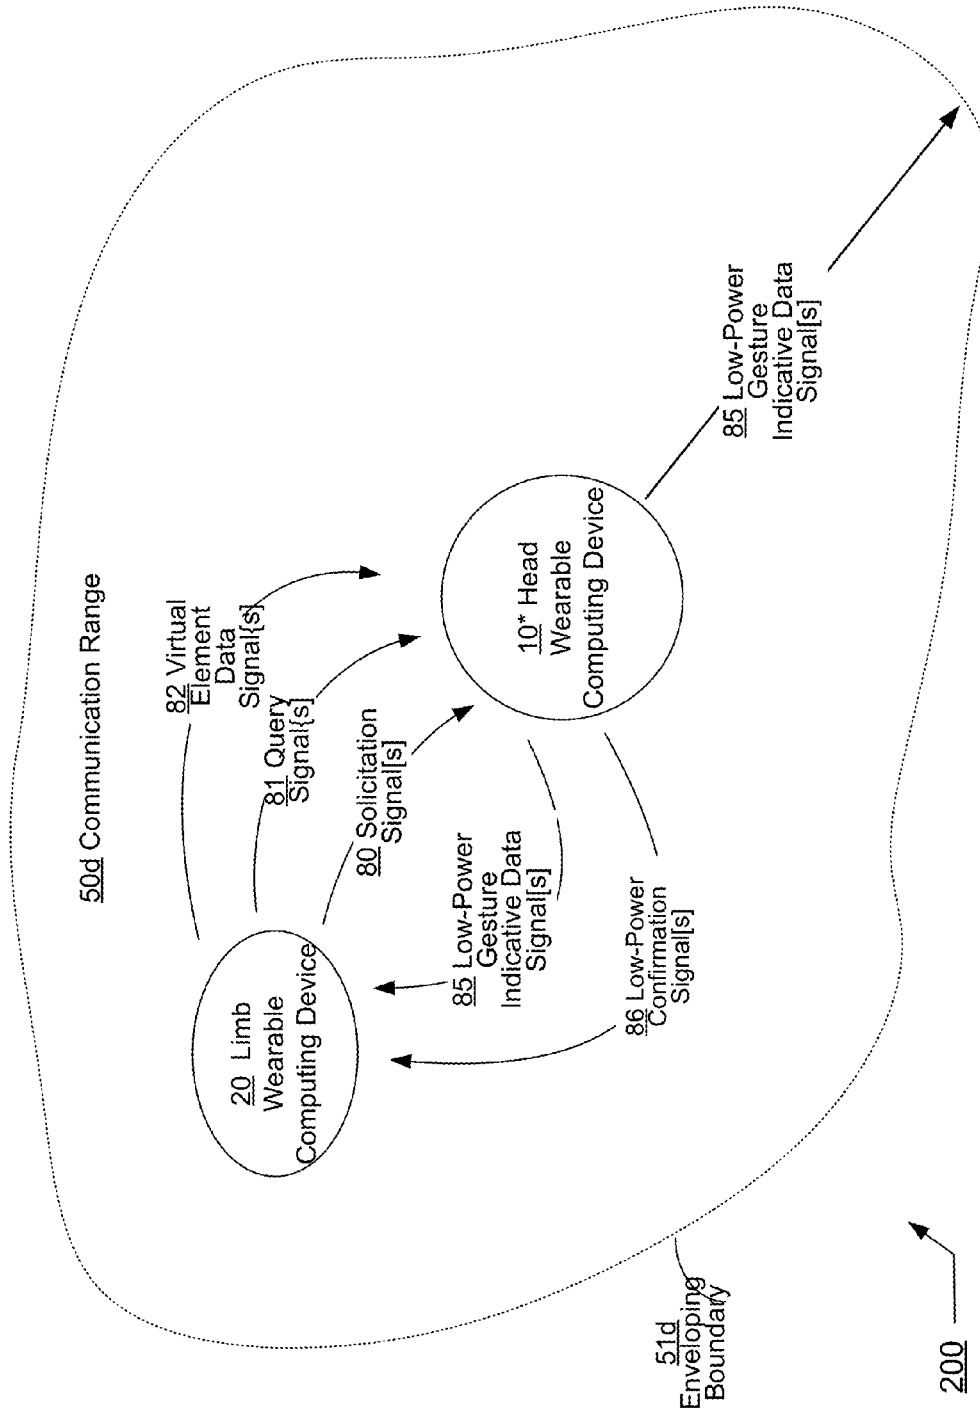 50d Communication Range
82 Virtual
Element
Data
Signal{s]
81 Query
Signal{s]
80 Solicitation
Signal[s]
20 Limb
Wearable
Computing Device
10* Head
Wearable
Computing Device
85 Low-Power
Gesture
Indicative Data
Signal[s]
85 Low-Power
Gesture
Indicative Data
Signal[s]
86 Low-Power
Confirmation
Signal[s]
51d
Enveloping
Boundary
200